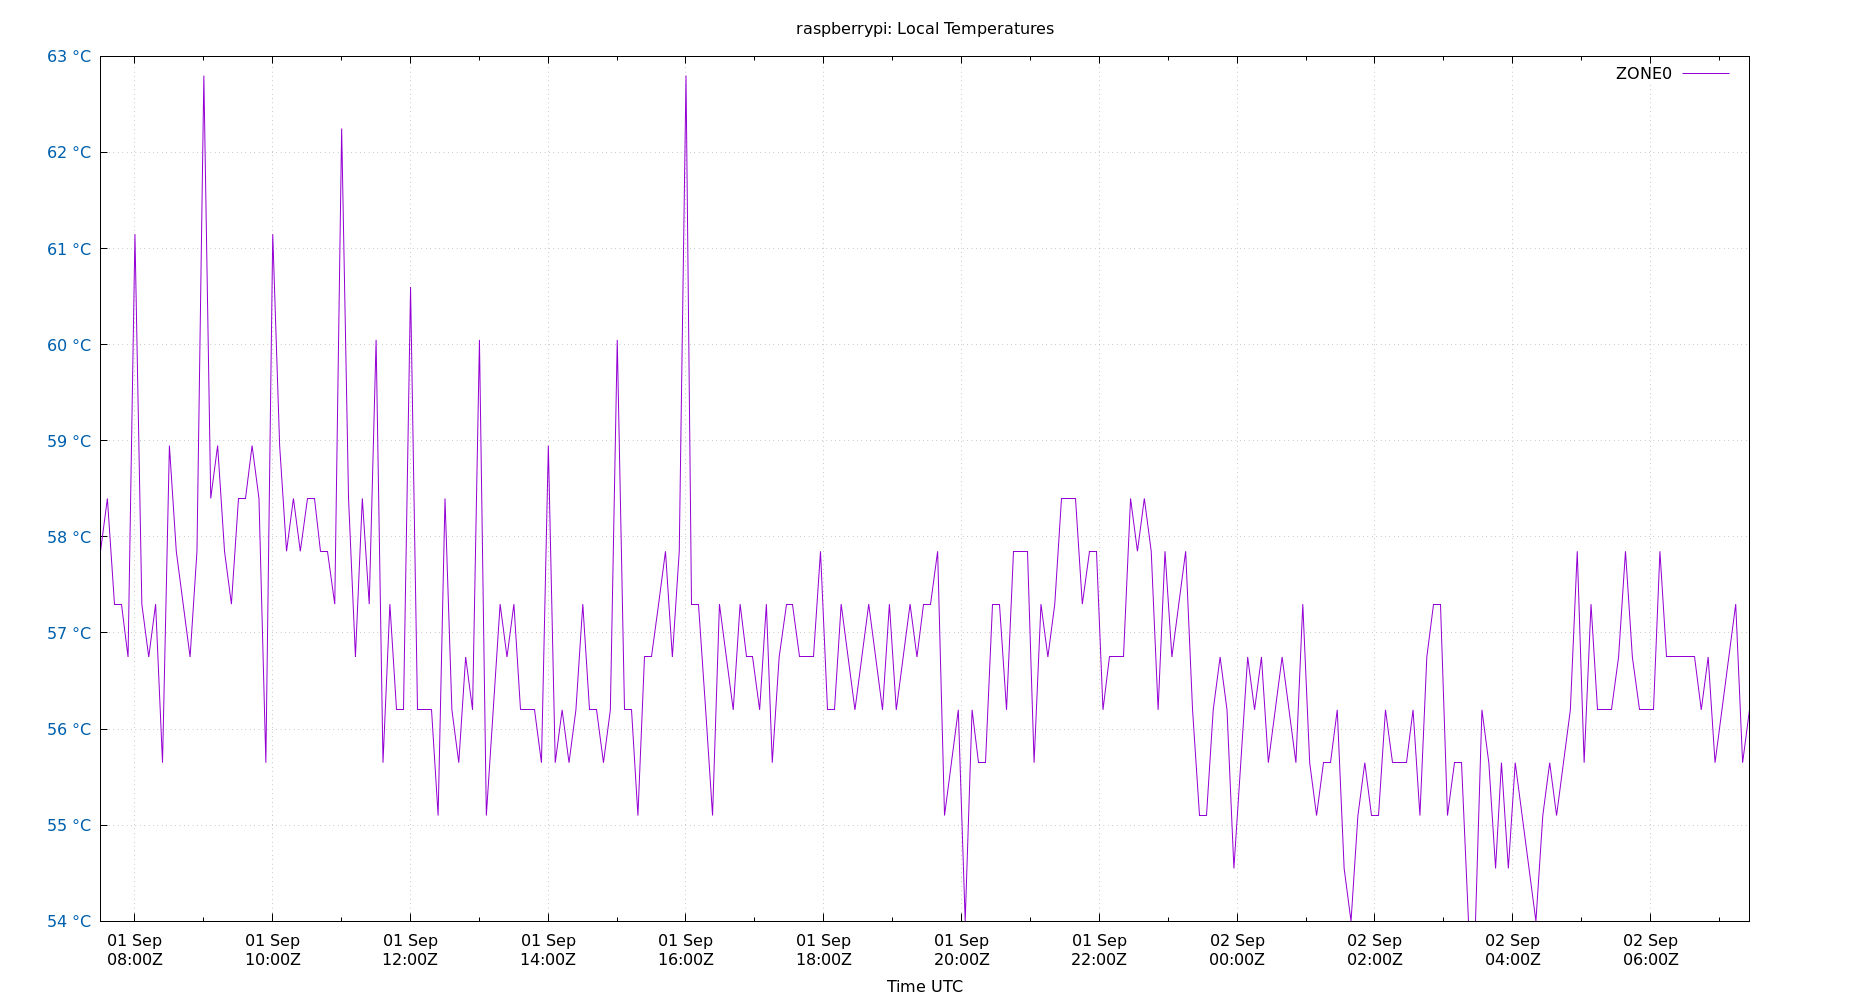 raspberrypi: Local Temperatures
63 °C
ZONE0
62 °C
61 °C
60 °C
59 °C
58 °C
57 °C
56 °C
55 °C
54 °C
01 Sep 01 Sep 01 Sep 01 Sep 01 Sep 01 Sep 01 Sep 01 Sep 02 Sep 02 Sep 02 Sep 02 Sep
08:00Z 10:00Z 12:00Z 14:00Z 16:00Z 18:00Z 20:00Z 22:00Z 00:00Z 02:00Z 04:00Z 06:00Z
Time UTC